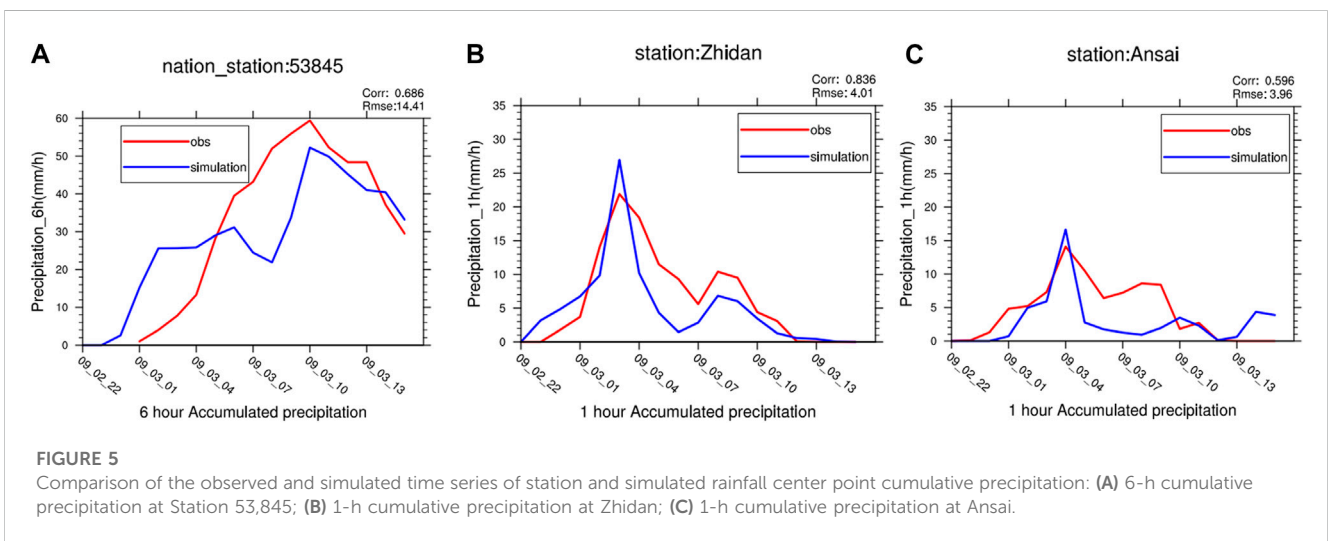 A
nation_station:53845
Corr: 0.686
Rmse:14.41
Precipitation_6h(mm/h)
60
50
40
30
20
10
0
obs
simulation
09_02_22
09_03_01
09_03_04
09_03_07
09_03_10
09_03_13
6 hour Accumulated precipitation
B
station:Zhidan
Corr: 0.836
Rmse: 4.01
Precipitation_1h(mm/h)
35
30
25
20
15
10
5
0
obs
simulation
09_02_22
09_03_01
09_03_04
09_03_07
09_03_10
09_03_13
1 hour Accumulated precipitation
C
station:Ansai
Corr: 0.596
Rmse: 3.96
Precipitation_1h(mm/h)
35
30
25
20
15
10
5
0
obs
simulation
09_02_22
09_03_01
09_03_04
09_03_07
09_03_10
09_03_13
1 hour Accumulated precipitation
FIGURE 5
Comparison of the observed and simulated time series of station and simulated rainfall center point cumulative precipitation: (A) 6-h cumulative
precipitation at Station 53,845; (B) 1-h cumulative precipitation at Zhidan; (C) 1-h cumulative precipitation at Ansai.